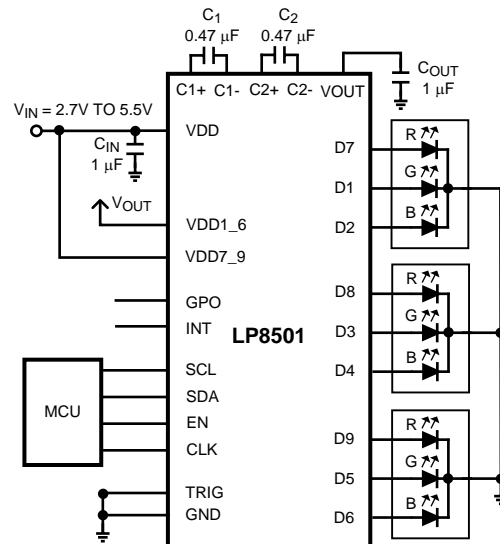 C1
0.47 µF
C2
0.47 µF
C1+ C1- C2+ C2- VOUT
COUT
1 µF
VIN = 2.7V TO 5.5V
VDD
CIN
1 µF
VOUT
VDD1_6
VDD7_9
GPO
INT
LP8501
MCU
SCL
SDA
EN
CLK
TRIG
GND
D7
R
D1
G
D2
B
D8
R
D3
G
D4
B
D9
R
D5
G
D6
B